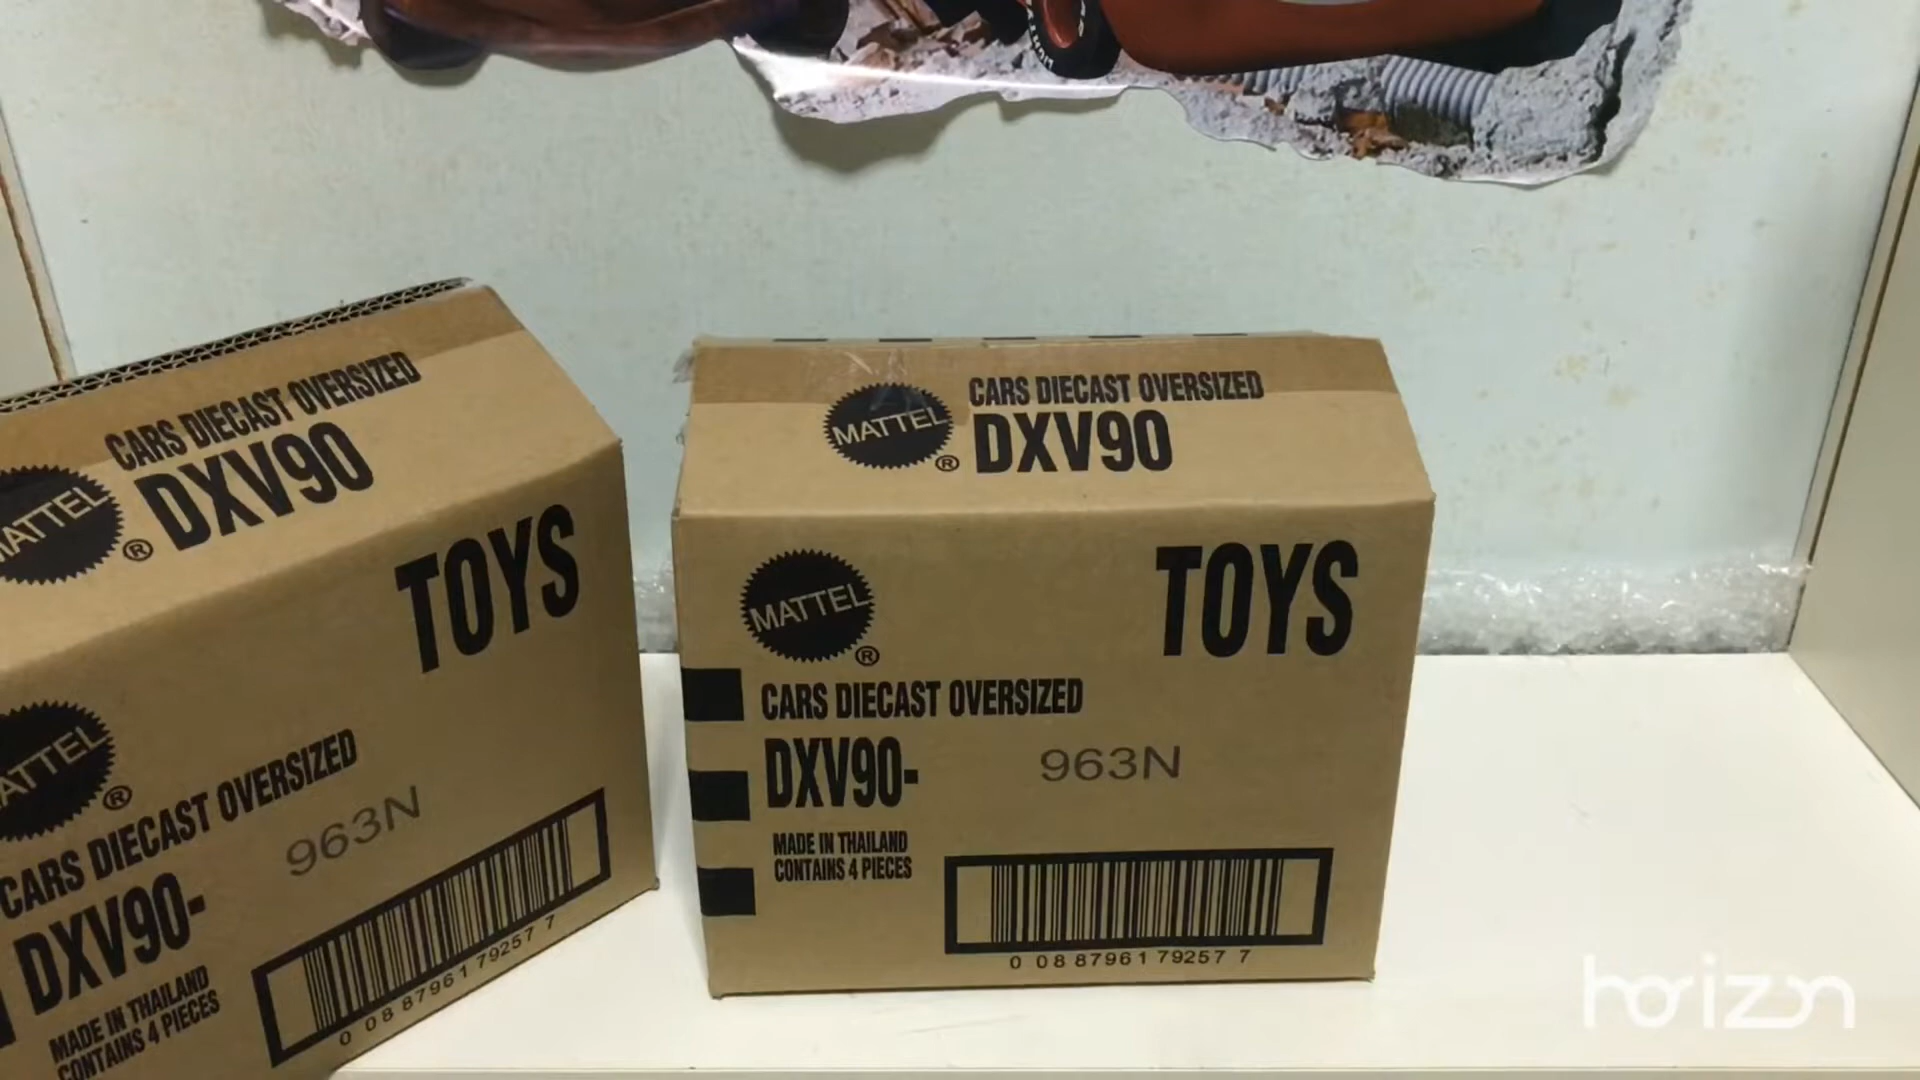 CARS DIECAST OVERSIZED
MATTEL
®
DXV90
TOYS
MATTEL
®
CARS DIECAST OVERSIZED
963N
DXV90-
MADE IN THAILAND
CONTAINS 4 PIECES
0 08 87961 79257 7
CARS DIECAST OVERSIZED
MATTEL
®
DXV90
MATTEL
®
TOYS
CARS DIECAST OVERSIZED
DXV90-
963N
MADE IN THAILAND
CONTAINS 4 PIECES
0 08 87961 79257 7
horizon